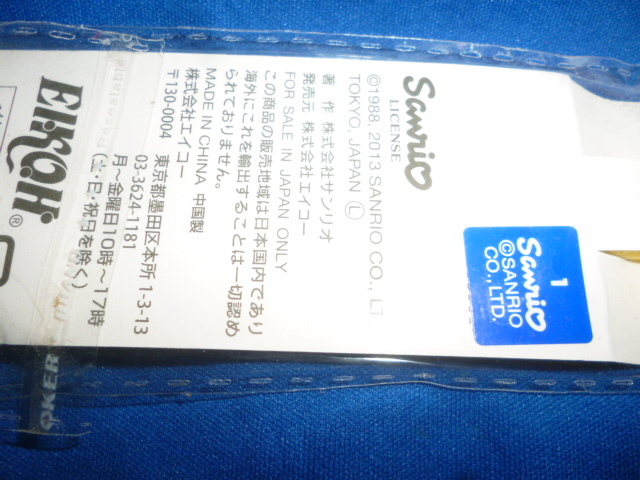 Sanrio
LICENSE
©1988, 2013 SANRIO CO., LT
TOKYO, JAPAN Ⓛ
著 作 株式会社サンリオ
発売元 株式会社エイコー
FOR SALE IN JAPAN ONLY
この商品の販売地域は日本国内であり
海外にこれを輸出することは一切認め
られておりません。
MADE IN CHINA 中国製
株式会社エイコー
〒130-0004
東京都墨田区本所 1-3-13
03-3624-1181
月~金曜日10時~17時
(土・日・祝日を除く)
EIKOH®
1
Sanrio
©SANRIO
CO., LTD.
OKER